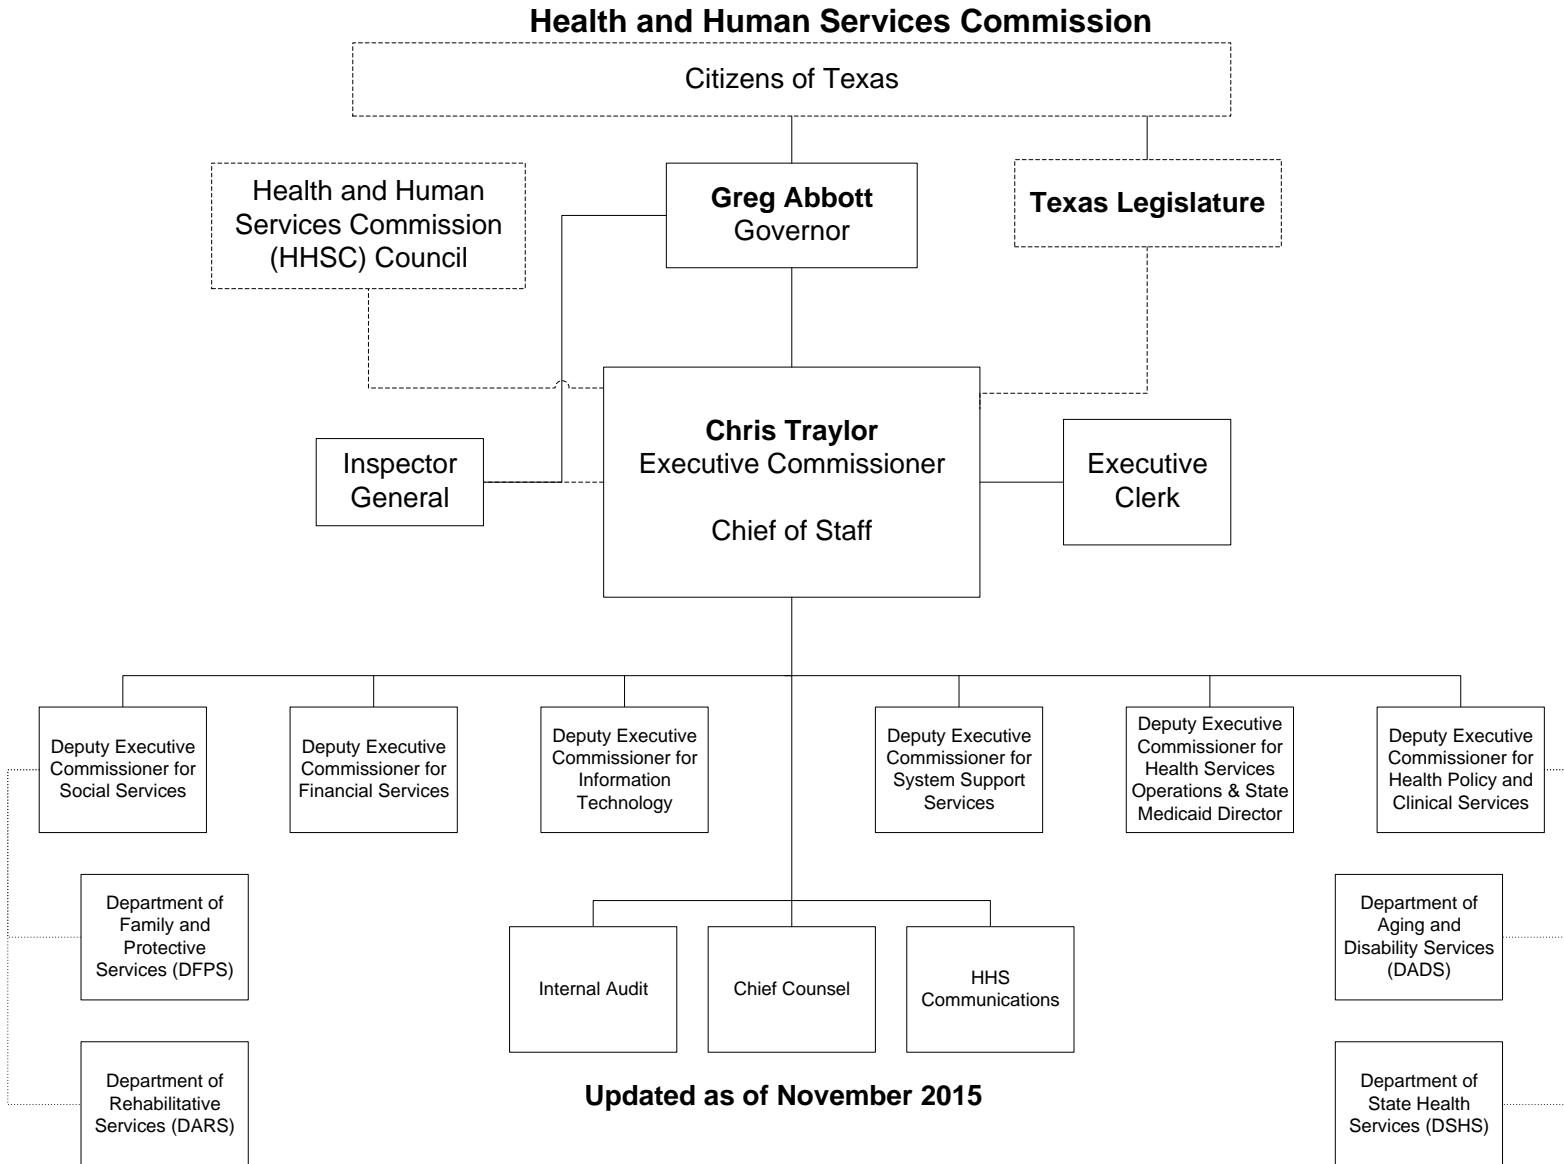 Health and Human Services Commission
Citizens of Texas
Health and Human
Services Commission
(HHSC) Council
Greg Abbott
Governor
Texas Legislature
Inspector
General
Chris Traylor
Executive Commissioner
Chief of Staff
Executive
Clerk
Deputy Executive
Commissioner for
Social Services
Deputy Executive
Commissioner for
Financial Services
Deputy Executive
Commissioner for
Information
Technology
Deputy Executive
Commissioner for
System Support
Services
Deputy Executive
Commissioner for
Health Services
Operations & State
Medicaid Director
Deputy Executive
Commissioner for
Health Policy and
Clinical Services
Department of
Family and
Protective
Services (DFPS)
Internal Audit
Chief Counsel
HHS
Communications
Department of
Aging and
Disability Services
(DADS)
Department of
Rehabilitative
Services (DARS)
Updated as of November 2015
Department of
State Health
Services (DSHS)